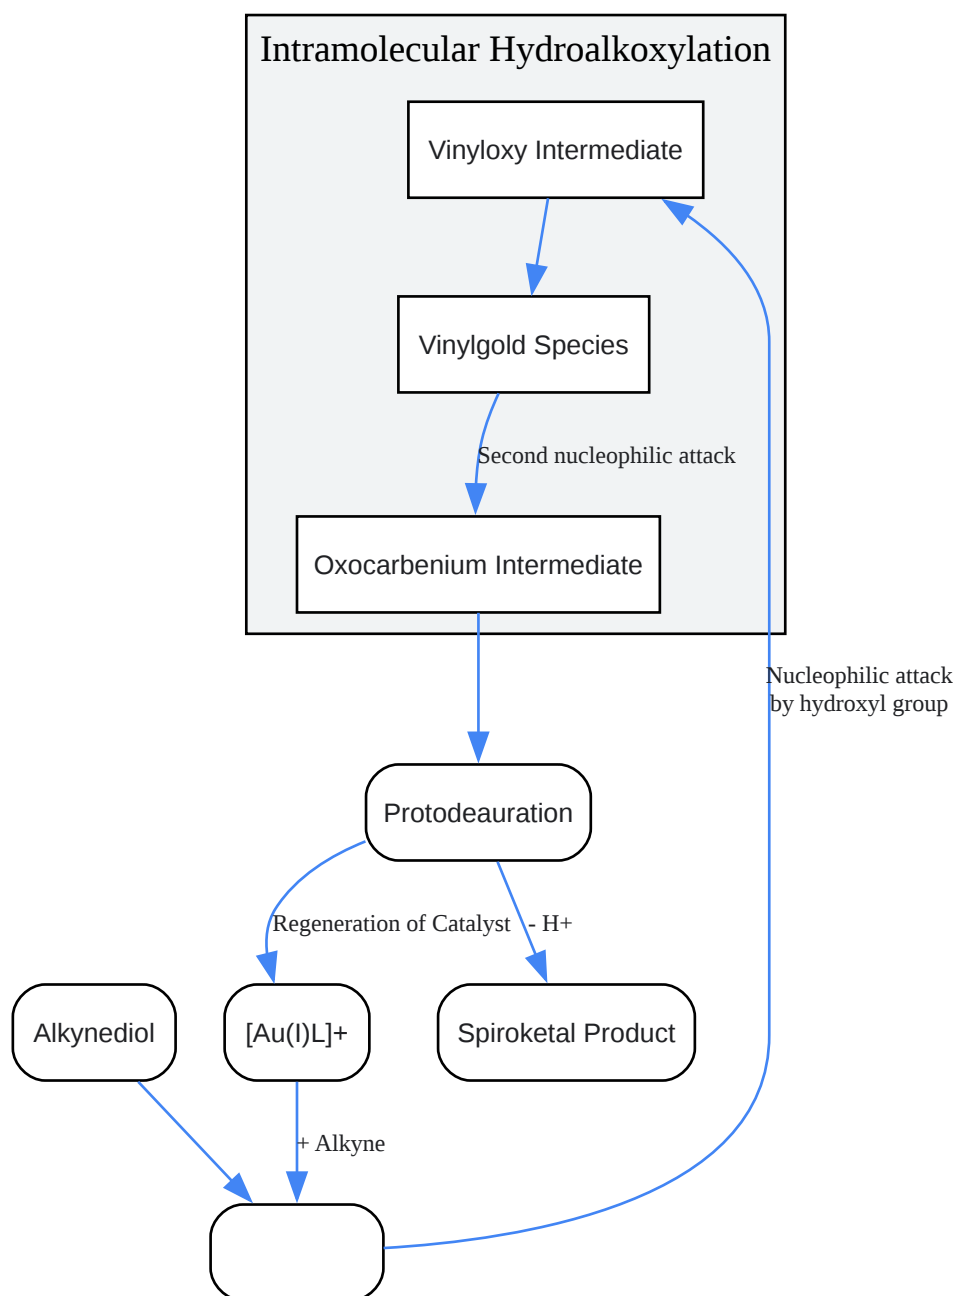 Intramolecular Hydroalkoxylation
Vinyloxy Intermediate
Vinylgold Species
Second nucleophilic attack
Oxocarbenium Intermediate
Nucleophilic attack
by hydroxyl group
Protodeauration
Regeneration of Catalyst
- H+
Alkynediol
[Au(I)L]+
Spiroketal Product
+ Alkyne